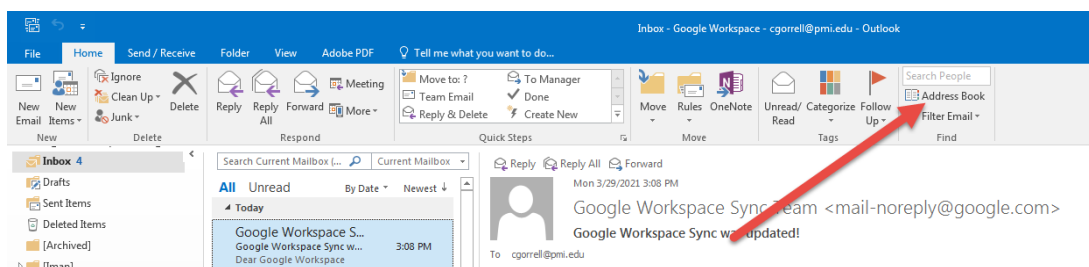 Inbox - Google Workspace - cgorrell@pmi.edu - Outlook
File Home Send / Receive Folder View Adobe PDF Tell me what you want to do...
New Email
New Items
Ignore
Clean Up
Junk
Delete
New
Delete
Reply
Reply All
Forward
Meeting
More
Respond
Move to: ?
Team Email
Reply & Delete
To Manager
Done
Create New
Quick Steps
Move
Rules
OneNote
Move
Unread/ Read
Categorize
Follow Up
Tags
Search People
Address Book
Filter Email
Find
Inbox 4
Drafts
Sent Items
Deleted Items
[Archived]
Search Current Mailbox (... Current Mailbox
All Unread By Date Newest ↓
Today
Google Workspace S...
Google Workspace Sync w... 3:08 PM
Dear Google Workspace
Reply Reply All Forward
Mon 3/29/2021 3:08 PM
Google Workspace Sync Team <mail-noreply@google.com>
Google Workspace Sync was updated!
To cgorrell@pmi.edu